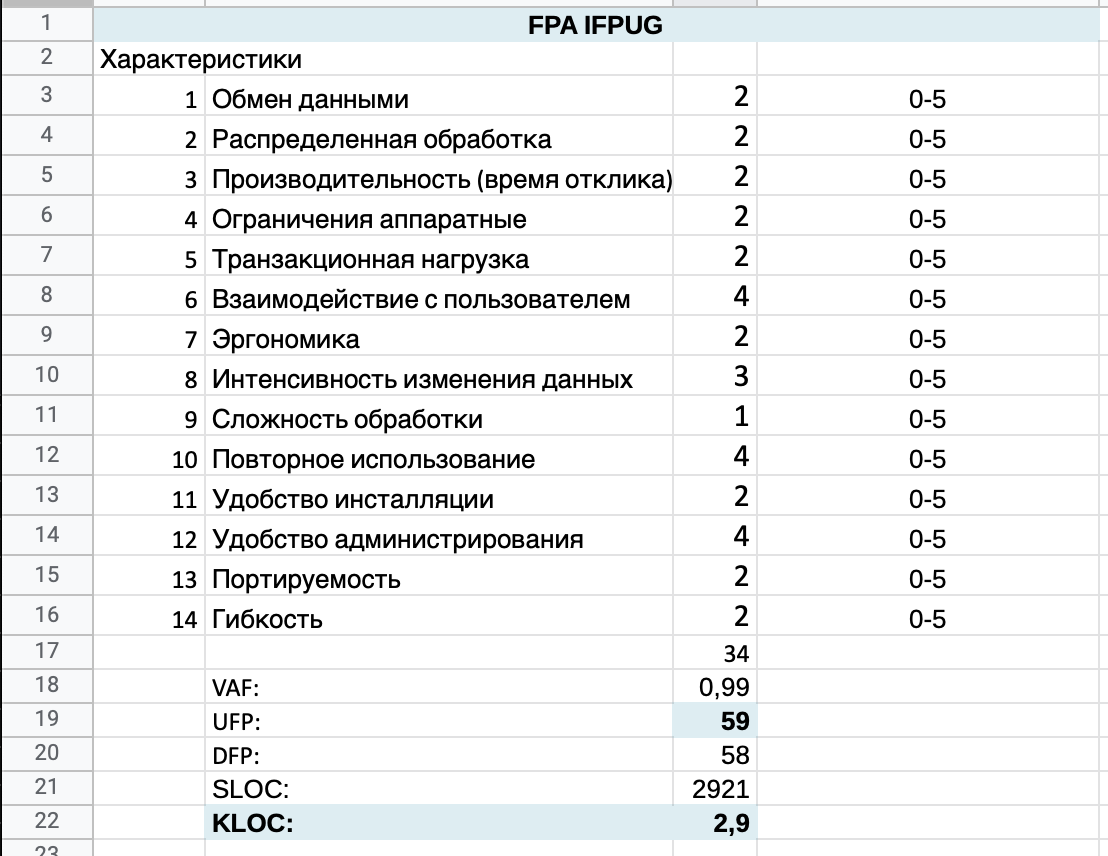 1 FPA IFPUG
2 Характеристики
3 1 Обмен данными 2 0-5
4 2 Распределенная обработка 2 0-5
5 3 Производительность (время отклика) 2 0-5
6 4 Ограничения аппаратные 2 0-5
7 5 Транзакционная нагрузка 2 0-5
8 6 Взаимодействие с пользователем 4 0-5
9 7 Эргономика 2 0-5
10 8 Интенсивность изменения данных 3 0-5
11 9 Сложность обработки 1 0-5
12 10 Повторное использование 4 0-5
13 11 Удобство инсталляции 2 0-5
14 12 Удобство администрирования 4 0-5
15 13 Портируемость 2 0-5
16 14 Гибкость 2 0-5
17 34
18 VAF: 0,99
19 UFP: 59
20 DFP: 58
21 SLOC: 2921
22 KLOC: 2,9
23